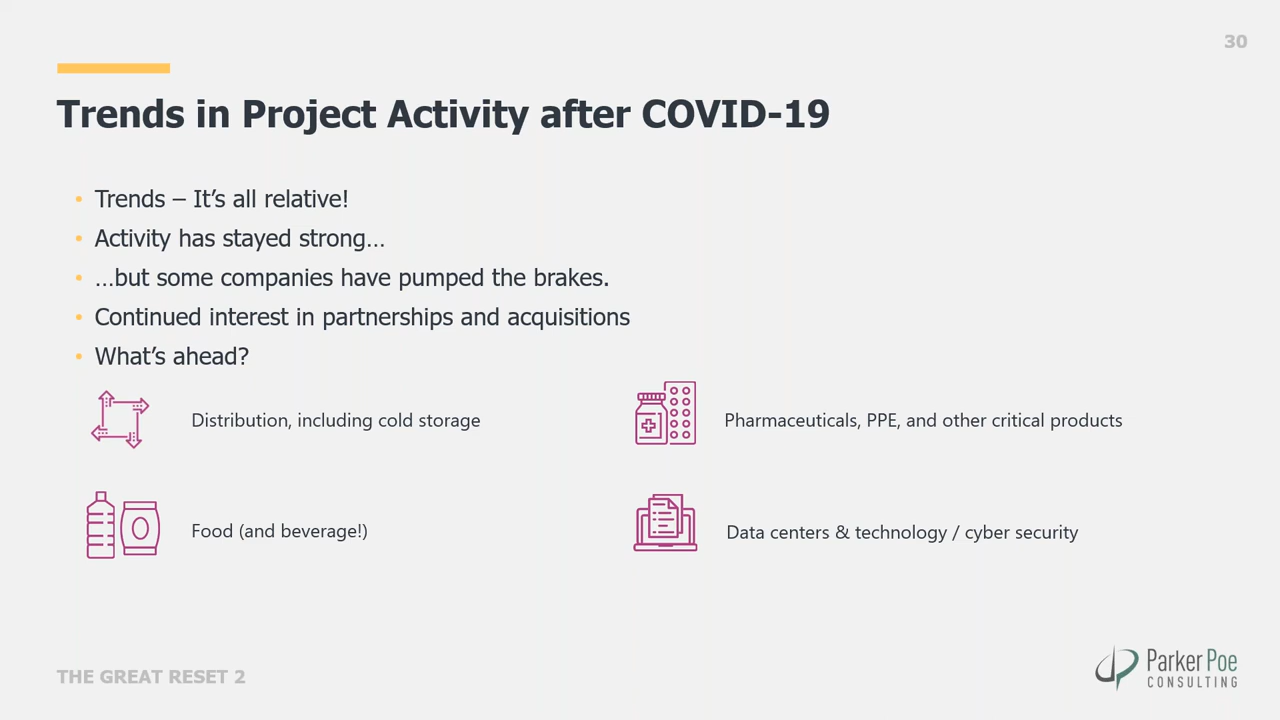 30
Trends in Project Activity after COVID-19
• Trends – It’s all relative!
• Activity has stayed strong…
• …but some companies have pumped the brakes.
• Continued interest in partnerships and acquisitions
• What’s ahead?
Distribution, including cold storage
Pharmaceuticals, PPE, and other critical products
Food (and beverage!)
Data centers & technology / cyber security
THE GREAT RESET 2
Parker Poe
CONSULTING